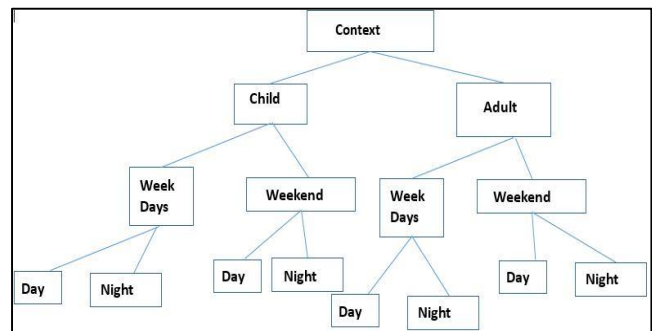 Context
Child
Adult
Week
Days
Weekend
Week
Days
Weekend
Day
Night
Day
Night
Day
Night
Day
Night